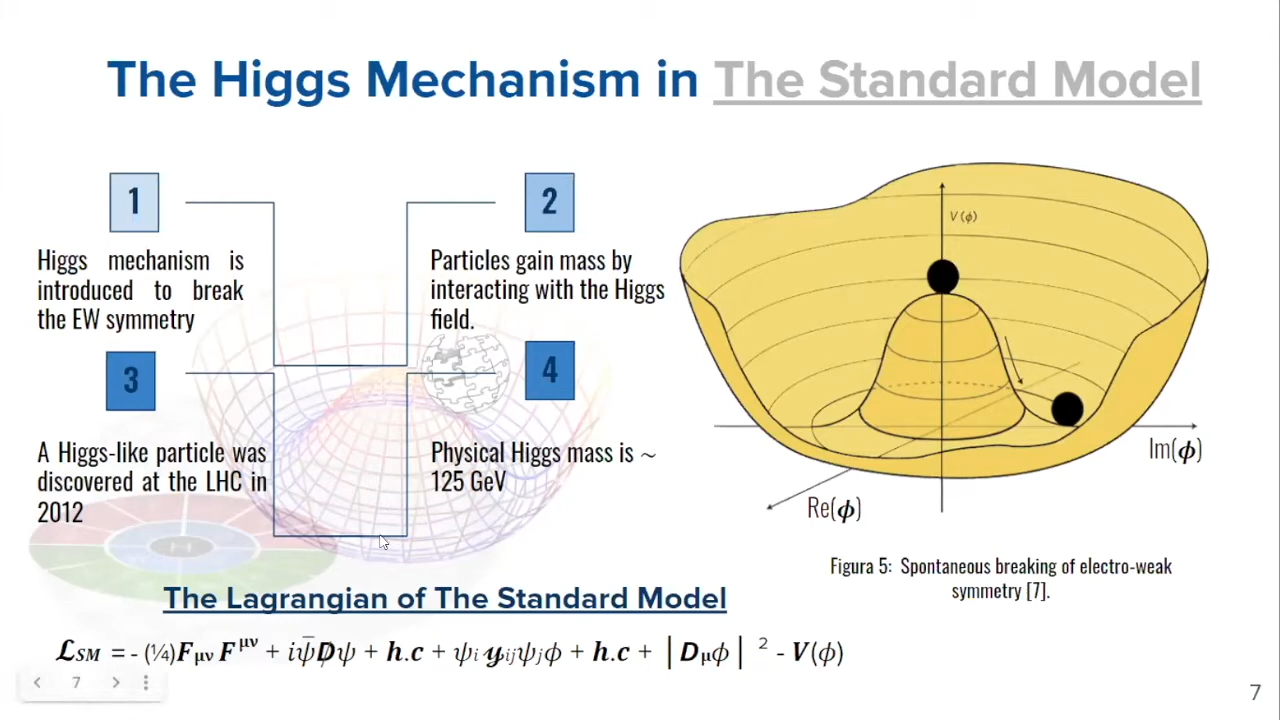 The Higgs Mechanism in The Standard Model
1
Higgs mechanism is
introduced to break
the EW symmetry
2
Particles gain mass by
interacting with the Higgs
field.
3
A Higgs-like particle was
discovered at the LHC in
2012
4
Physical Higgs mass is ~
125 GeV
V(ϕ)
Im(ϕ)
Re(ϕ)
Figura 5: Spontaneous breaking of electro-weak
symmetry [7].
The Lagrangian of The Standard Model
ℒSM = - (¼)Fμν F^μν + iψ̄D̸ψ + h.c + ψi yij ψj ϕ + h.c + |Dμϕ| ² - V(ϕ)
7
7